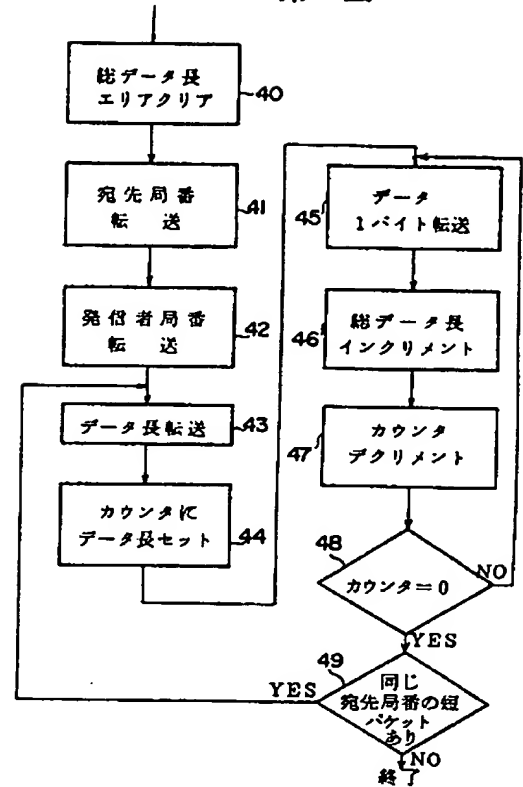 総データ長
エリアクリア
40
宛先局番
転 送
41
発信者局番
転 送
42
データ長転送
43
カウンタに
データ長セット
44
データ
1バイト転送
45
総データ長
インクリメント
46
カウンタ
デクリメント
47
48
カウンタ=0
NO
YES
49
同じ
宛先局番の短
パケット
あり
YES
NO
終了